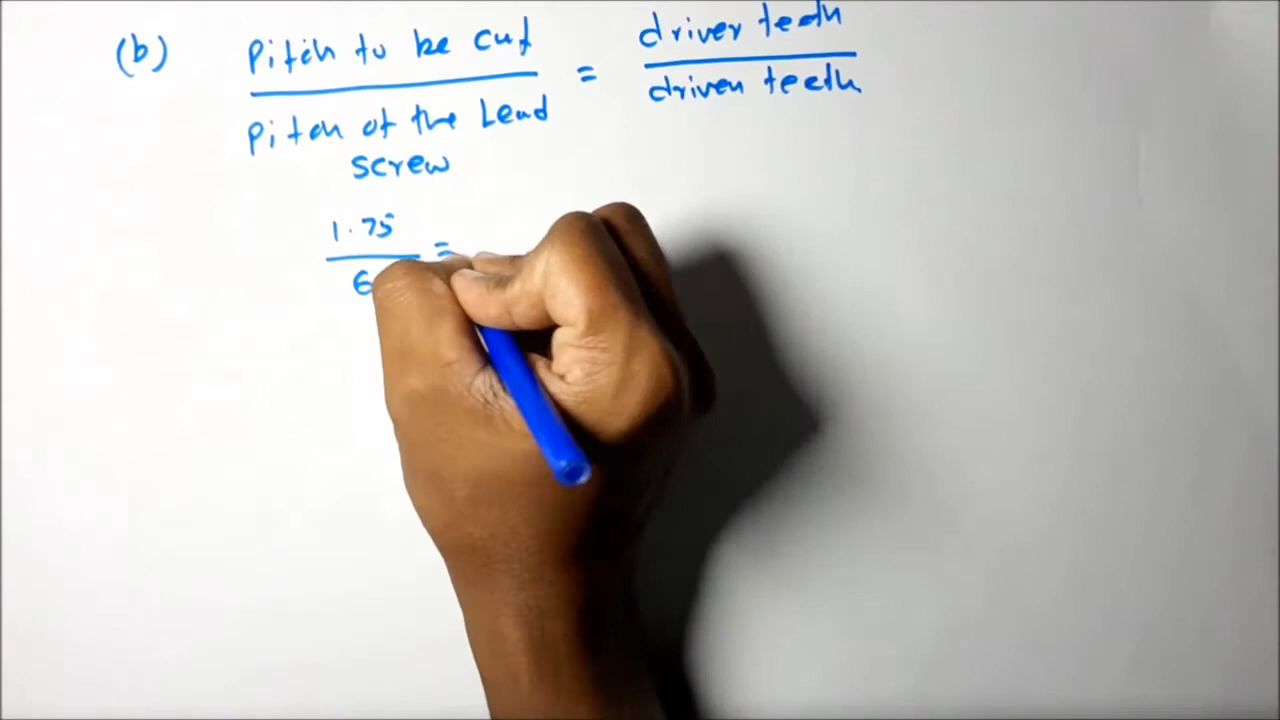 (b) Pitch to be cut = driver teeth
Pitch of the Lead driven teeth
screw
1.75 =
6